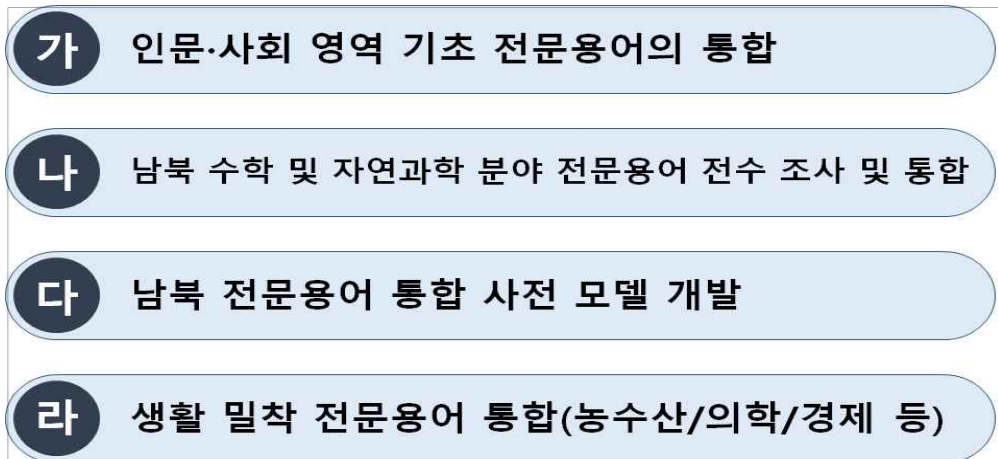 가 인문·사회 영역 기초 전문용어의 통합
나 남북 수학 및 자연과학 분야 전문용어 전수 조사 및 통합
다 남북 전문용어 통합 사전 모델 개발
라 생활 밀착 전문용어 통합(농수산/의학/경제 등)